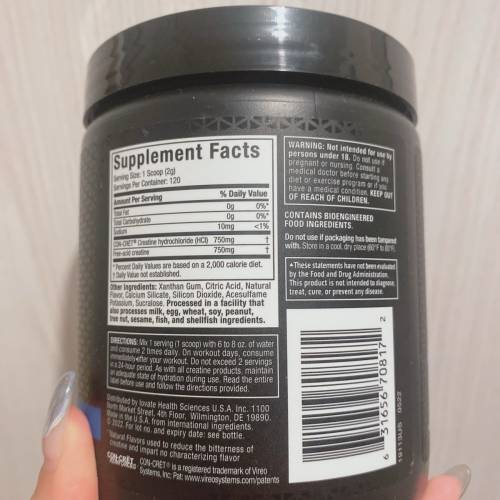 Supplement Facts
Serving Size: 1 Scoop (2g)
Servings Per Container: 120
Amount Per Serving % Daily Value
Total Fat 0g 0%*
Total Carbohydrate 0g 0%*
Sodium 10mg <1%
CON-CRĒT® Creatine hydrochloride (HCl) 750mg †
Free-acid creatine 750mg †
* Percent Daily Values are based on a 2,000 calorie diet.
† Daily Value not established.
Other Ingredients: Xanthan Gum, Citric Acid, Natural
Flavor, Calcium Silicate, Silicon Dioxide, Acesulfame
Potassium, Sucralose. Processed in a facility that
also processes milk, egg, wheat, soy, peanut,
tree nut, sesame, fish, and shellfish ingredients.
DIRECTIONS: Mix 1 serving (1 scoop) with 6 to 8 oz. of water
and consume 2 times daily. On workout days, consume
immediately after your workout. Do not exceed 2 servings
in a 24-hour period. As with all creatine products, maintain
an adequate state of hydration during use. Read the entire
label before use and follow the directions provided.
Distributed by Iovate Health Sciences U.S.A. Inc. 1100
North Market Street, 4th Floor, Wilmington, DE 19890.
Made in the U.S.A. from international ingredients.
© 2022. For lot no. and expiry date: see bottle.
Natural Flavors used to reduce the bitterness of
creatine and impart no characterizing flavor
CON-CRĒT
CON-CRĒT® is a registered trademark of Vireo
Systems, Inc; Pat: www.vireosystems.com/patents
WARNING: Not intended for use by
persons under 18. Do not use if
pregnant or nursing. Consult a
medical doctor before starting any
diet or exercise program or if you
have a medical condition. KEEP OUT
OF REACH OF CHILDREN.
CONTAINS BIOENGINEERED
FOOD INGREDIENTS.
Do not use if packaging has been tampered
with. Store in a cool, dry place (60°F to 80°F).
▲These statements have not been evaluated
by the Food and Drug Administration.
This product is not intended to diagnose,
treat, cure, or prevent any disease.
6 31656 70817 2
19113US 0522